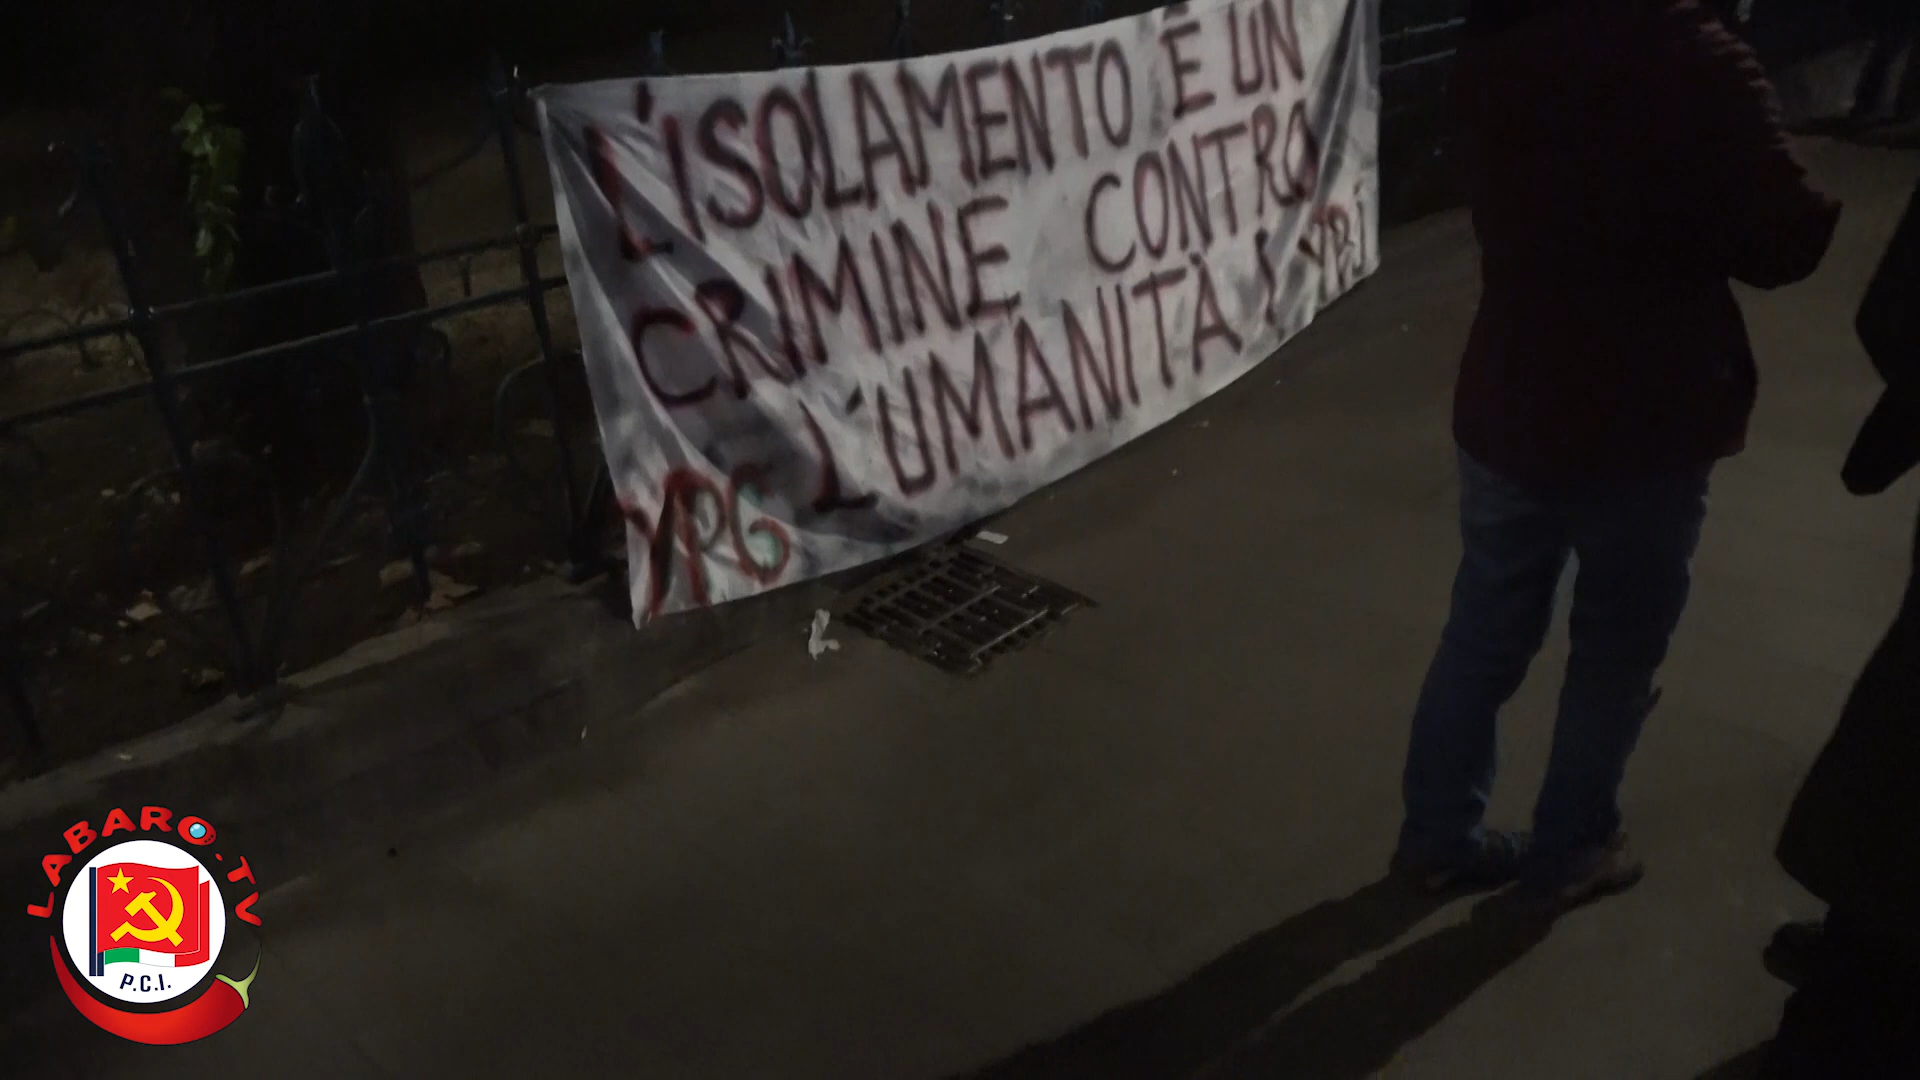 L'ISOLAMENTO È UN
CRIMINE CONTRO
L'UMANITÀ !
YPJ
YPG
LABARO.TV
P.C.I.